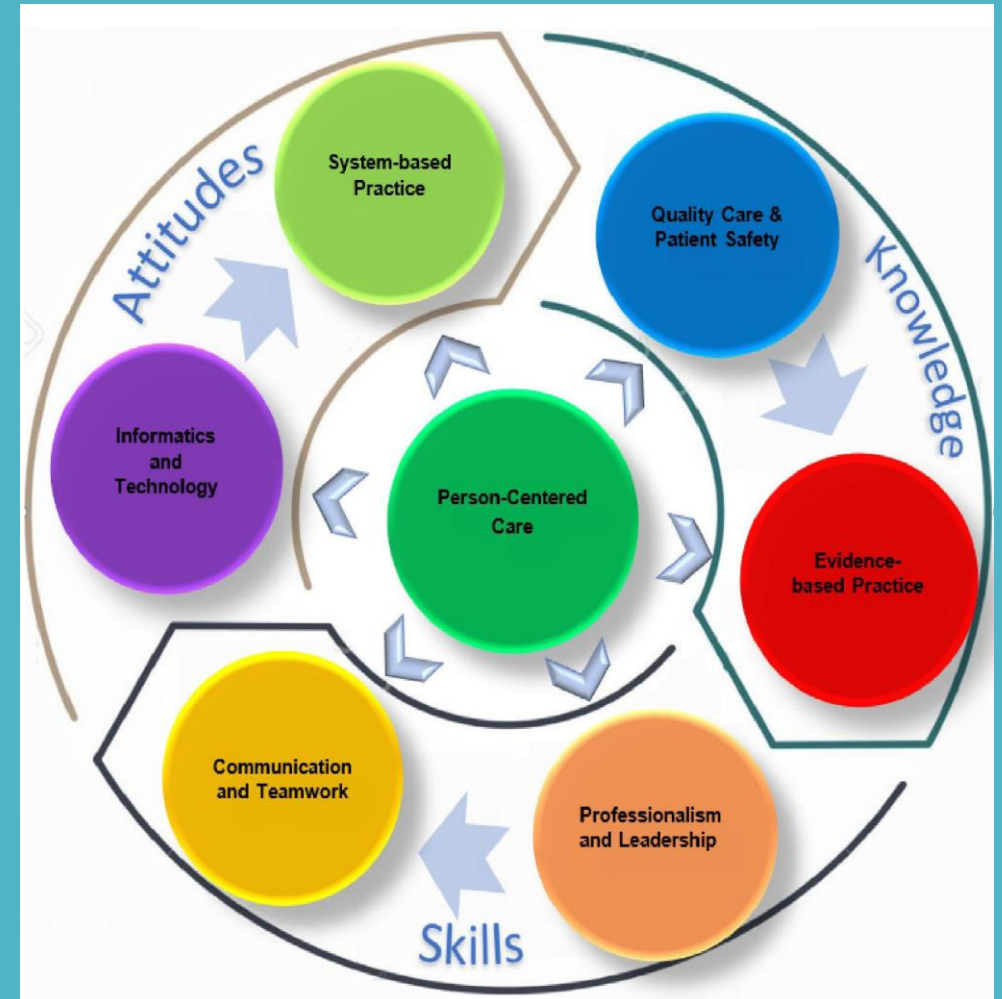 Attitudes
System-based
Practice
Quality Care &
Patient Safety
Knowledge
Informatics
and
Technology
Person-Centered
Care
Evidence-
based Practice
Communication
and Teamwork
Professionalism
and Leadership
Skills